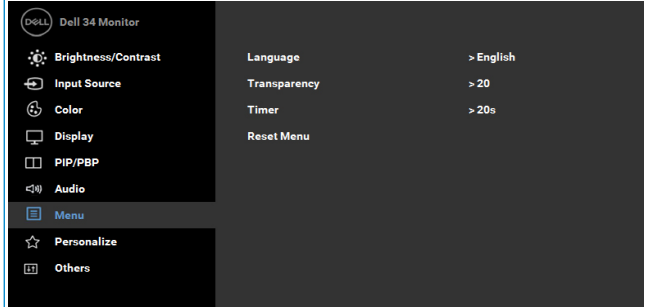 DELL Dell 34 Monitor
Brightness/Contrast
Input Source
Color
Display
PIP/PBP
Audio
Menu
Personalize
Others
Language > English
Transparency > 20
Timer > 20s
Reset Menu